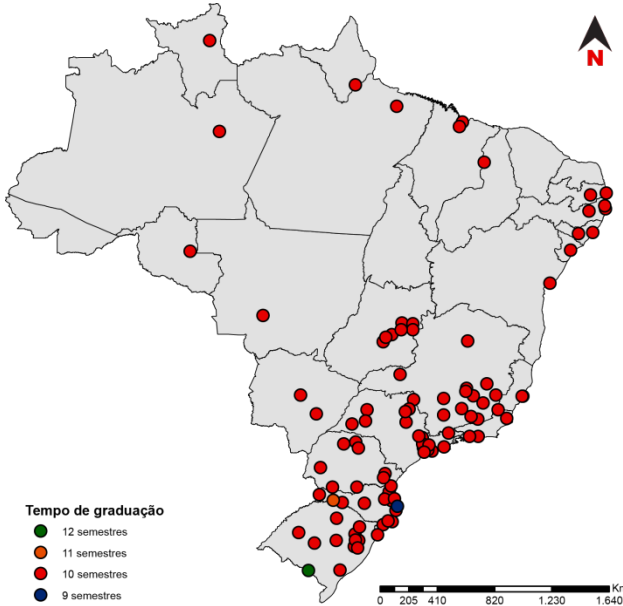 N
Tempo de graduação
12 semestres
11 semestres
10 semestres
9 semestres
Km
0 205 410 820 1.230 1.640